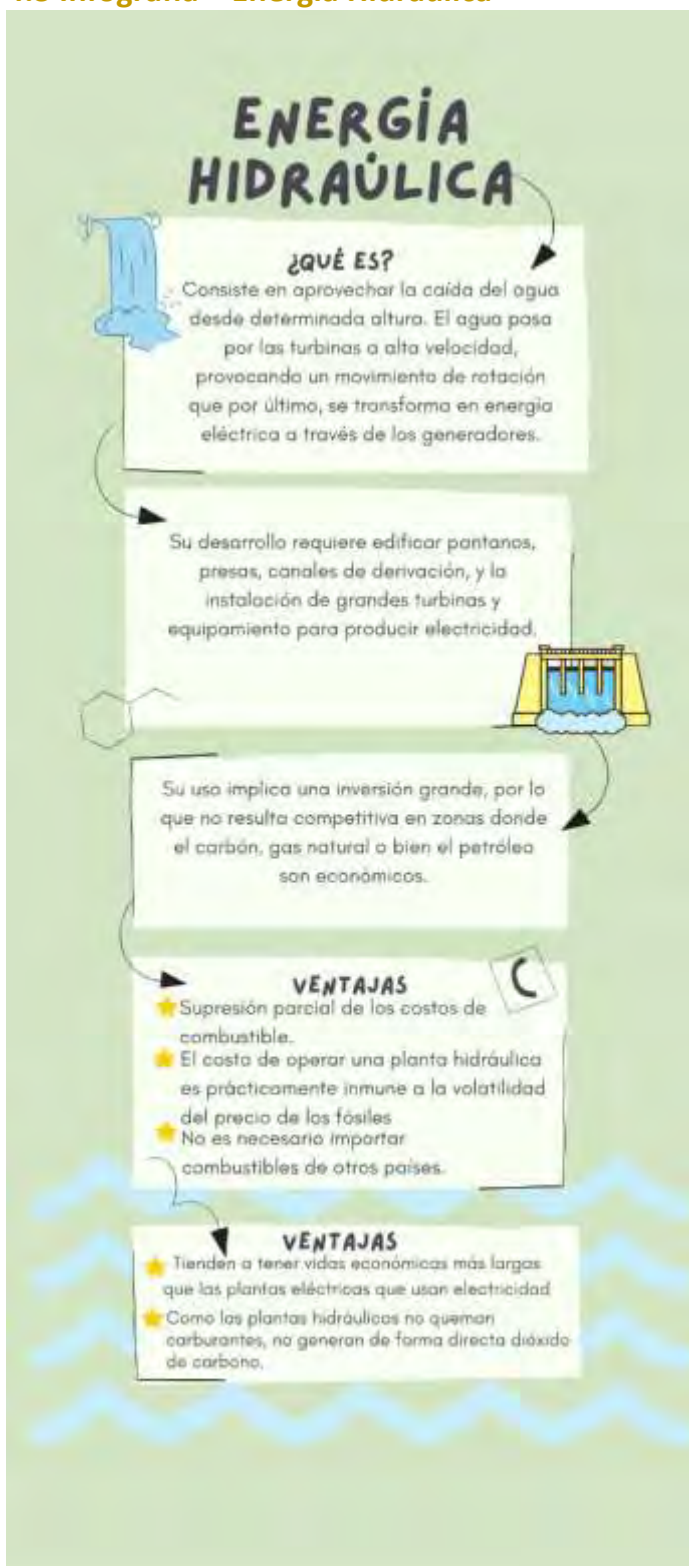 Infografía - Energía Hidráulica
ENERGÍA
HIDRAÚLICA
¿QUÉ ES?
Consiste en aprovechar la caída del agua
desde determinada altura. El agua pasa
por las turbinas a alta velocidad,
provocando un movimiento de rotación
que por último, se transforma en energía
eléctrica a través de los generadores.
Su desarrollo requiere edificar pantanos,
presas, canales de derivación, y la
instalación de grandes turbinas y
equipamiento para producir electricidad.
Su uso implica una inversión grande, por lo
que no resulta competitiva en zonas donde
el carbón, gas natural o bien el petróleo
son económicos.
VENTAJAS
Supresión parcial de los costos de
combustible.
El costo de operar una planta hidráulica
es prácticamente inmune a la volatilidad
del precio de los fósiles
No es necesario importar
combustibles de otros países.
VENTAJAS
Tienden a tener vidas económicas más largas
que las plantas eléctricas que usan electricidad
Como las plantas hidráulicas no queman
carburantes, no generan de forma directa dióxido
de carbono.